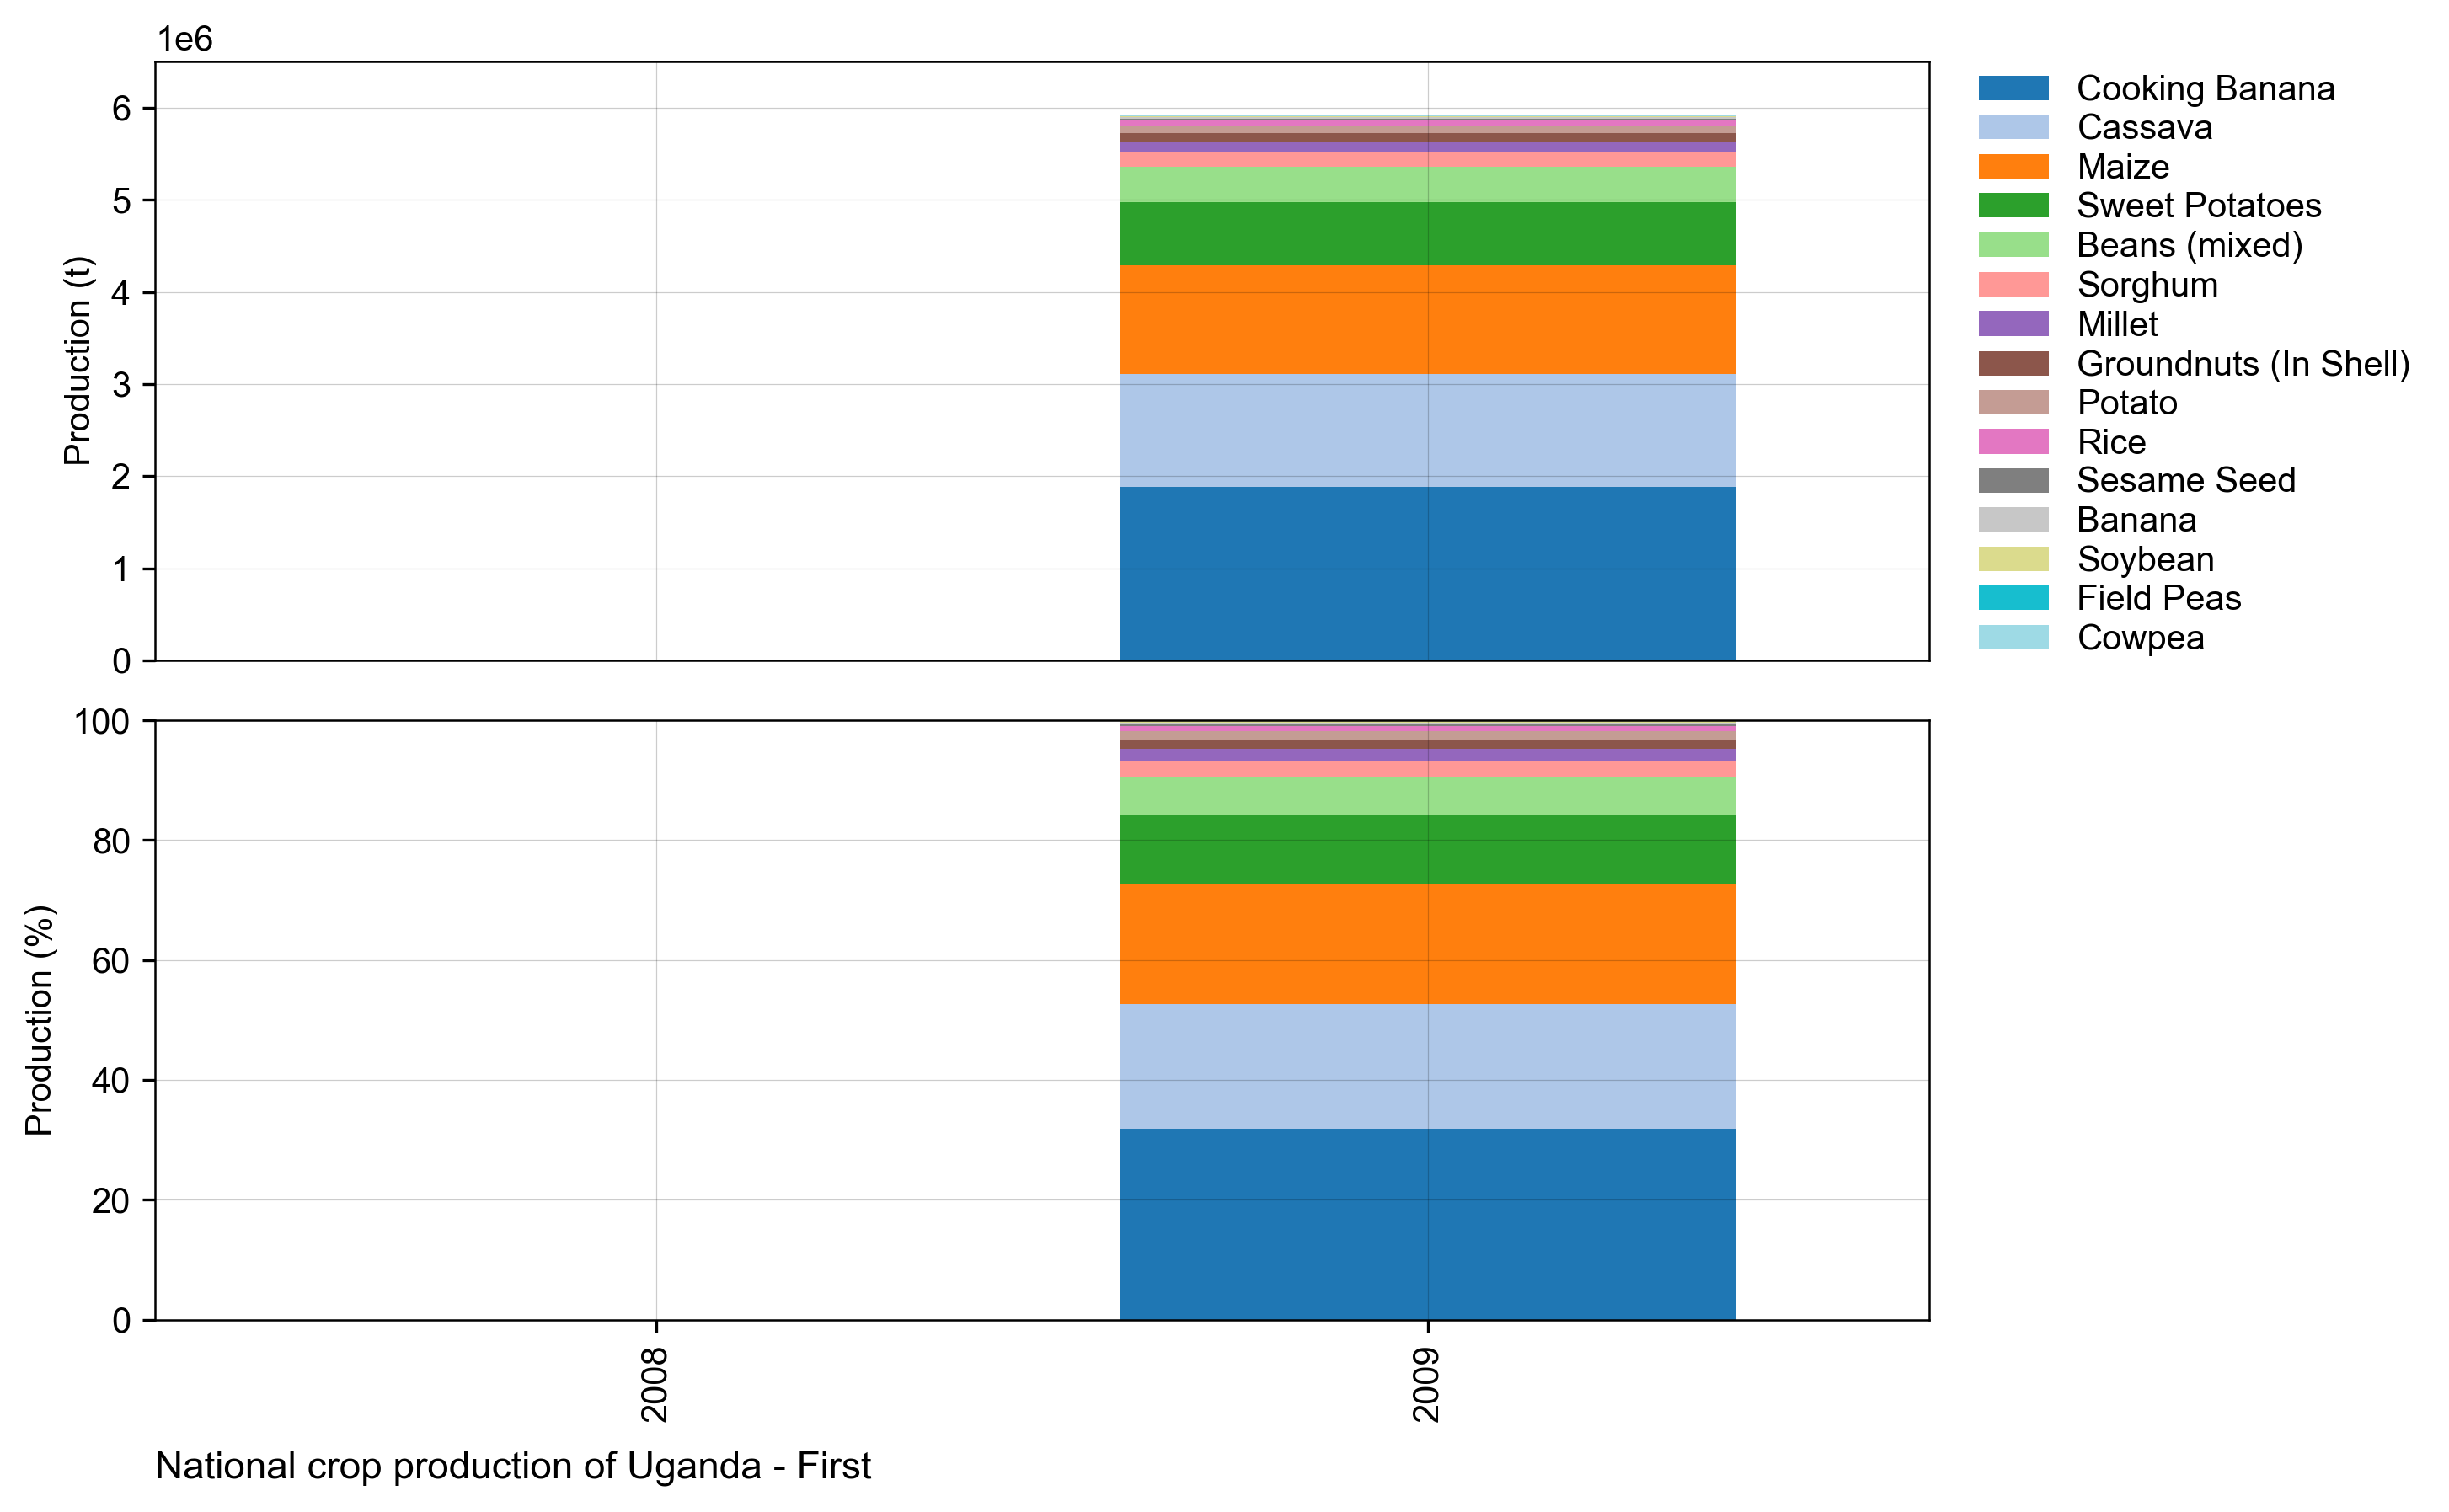 1e6
6
5
4
3
2
1
0
Production (t)
Cooking Banana
Cassava
Maize
Sweet Potatoes
Beans (mixed)
Sorghum
Millet
Groundnuts (In Shell)
Potato
Rice
Sesame Seed
Banana
Soybean
Field Peas
Cowpea
100
80
60
40
20
0
Production (%)
2008
2009
National crop production of Uganda - First